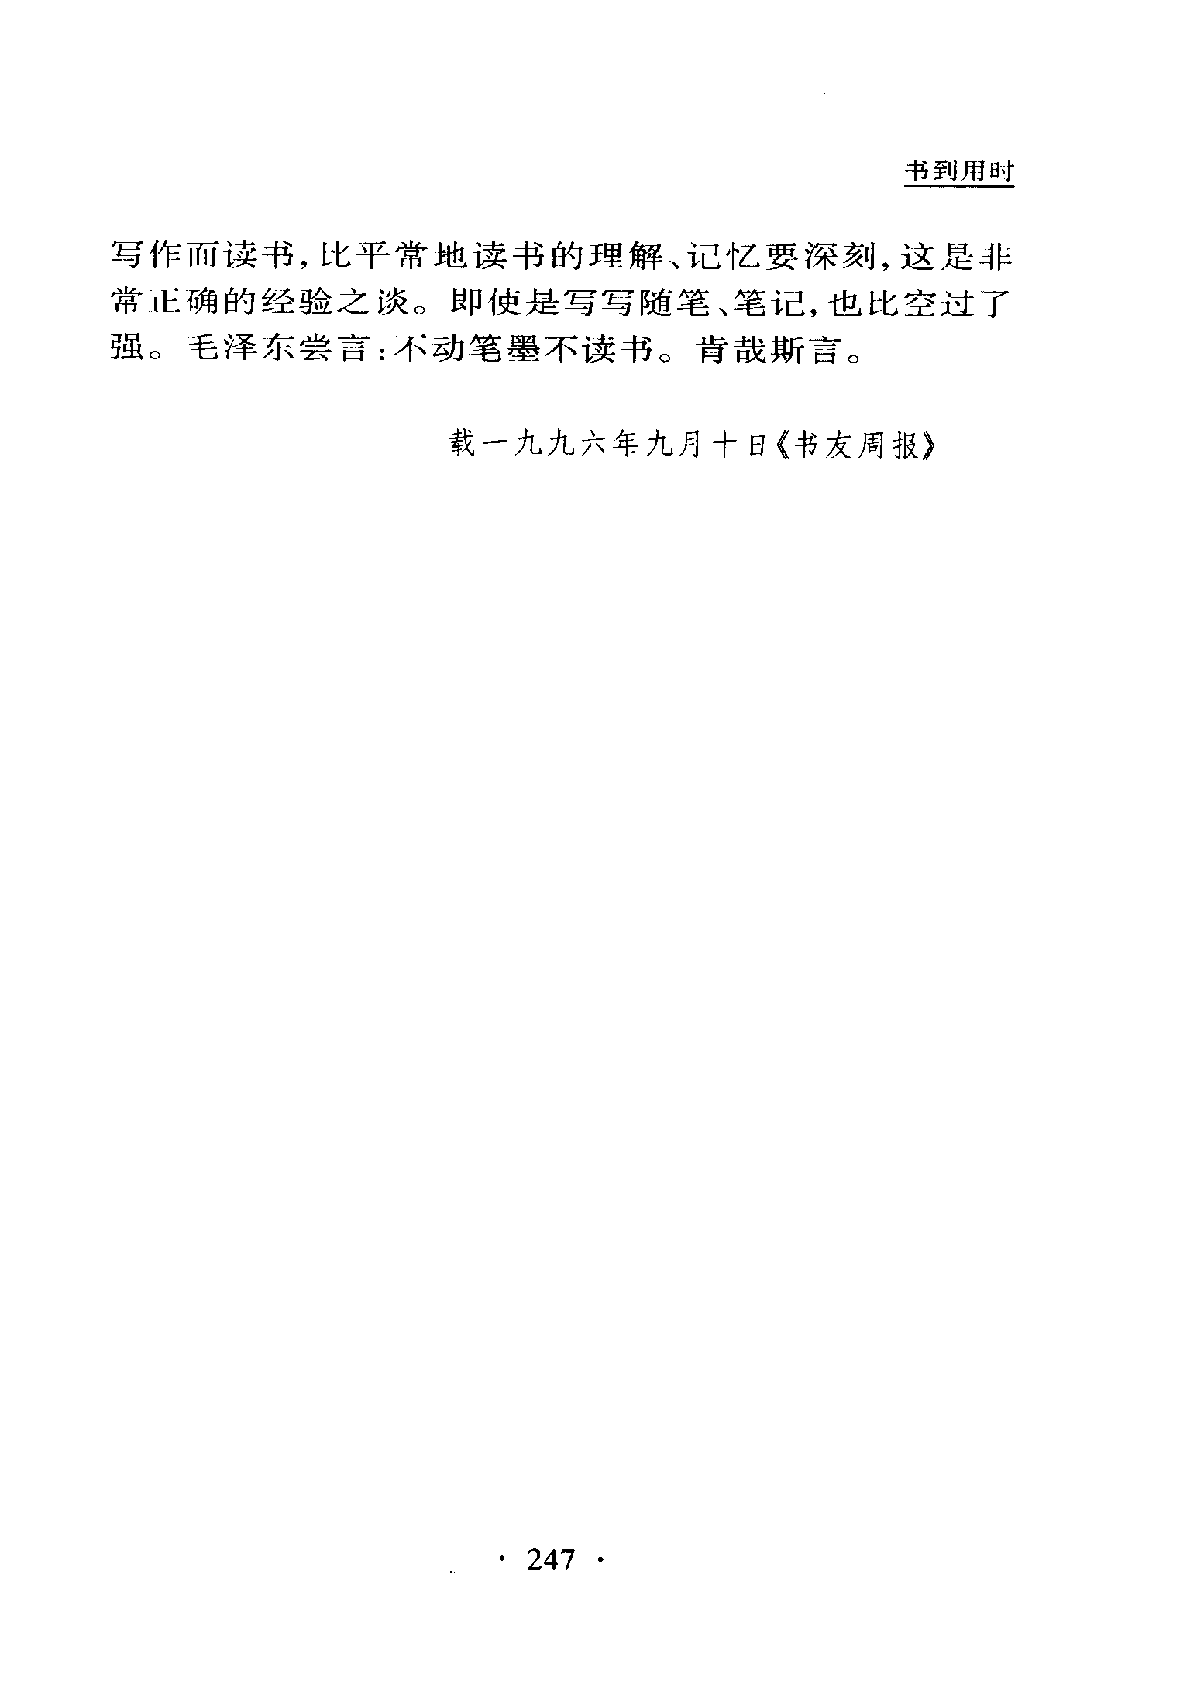 书到用时
写作而读书,比平常地读书的理解、记忆要深刻,这是非
常正确的经验之谈。即使是写写随笔、笔记,也比空过了
强。毛泽东尝言:不动笔墨不读书。肯哉斯言。
载一九九六年九月十日《书友周报》
· 247 ·